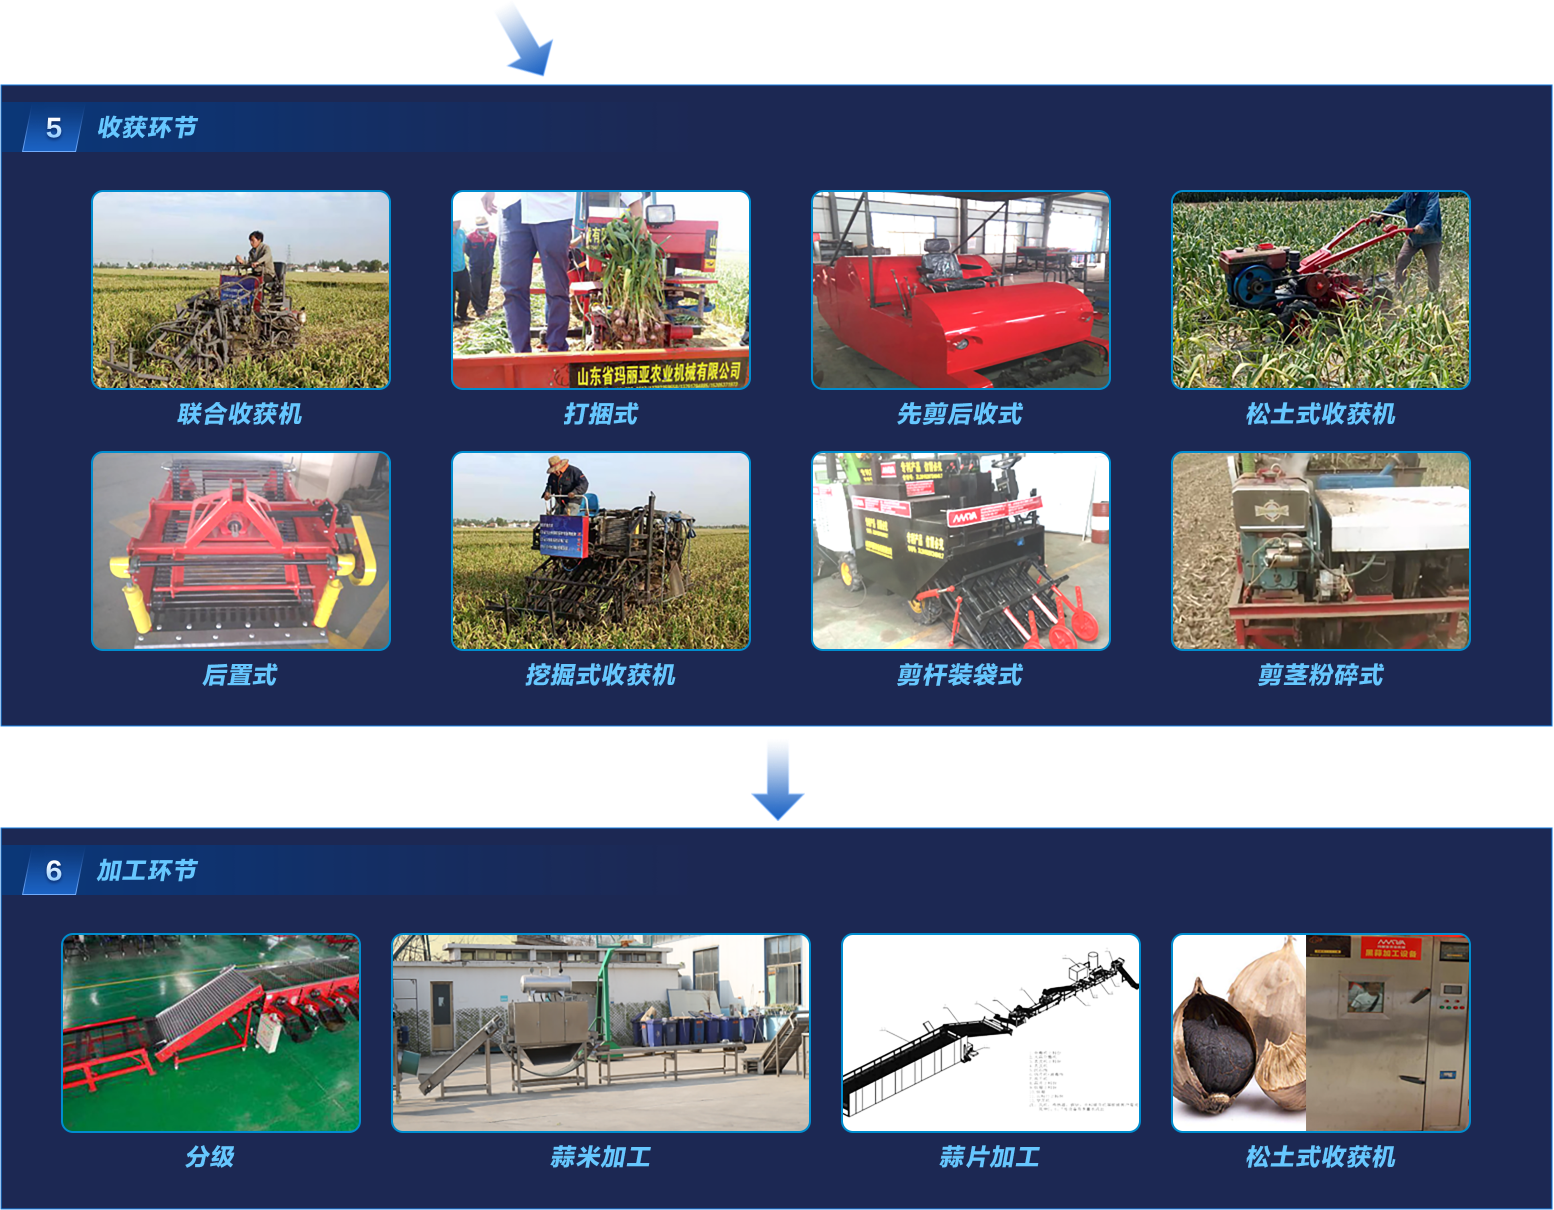 5
收获环节
山东省玛丽亚农业机械有限公司
联合收获机
打捆式
先剪后收式
松土式收获机
后置式
挖掘式收获机
剪杆装袋式
剪茎粉碎式
6
加工环节
黑蒜加工设备
分级
蒜米加工
蒜片加工
松土式收获机